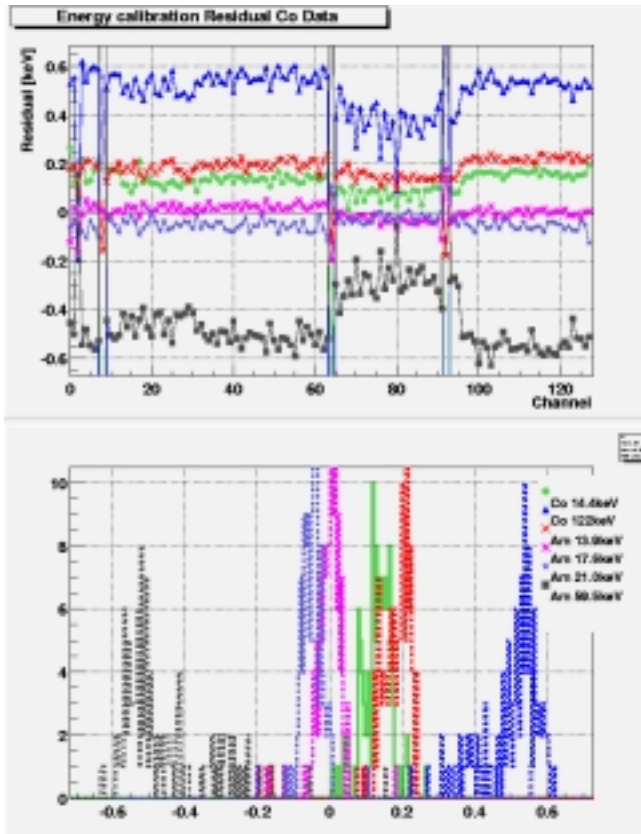 Energy calibration Residual Co Data
Residual [keV]
0.6
0.4
0.2
0
-0.2
-0.4
-0.6
0 20 40 60 80 100 120
Channel
10
8
6
4
2
0
Co 14.4keV
Co 122keV
Am 13.9keV
Am 17.5keV
Am 21.0keV
Am 59.5keV
-0.6 -0.4 -0.2 0 0.2 0.4 0.6